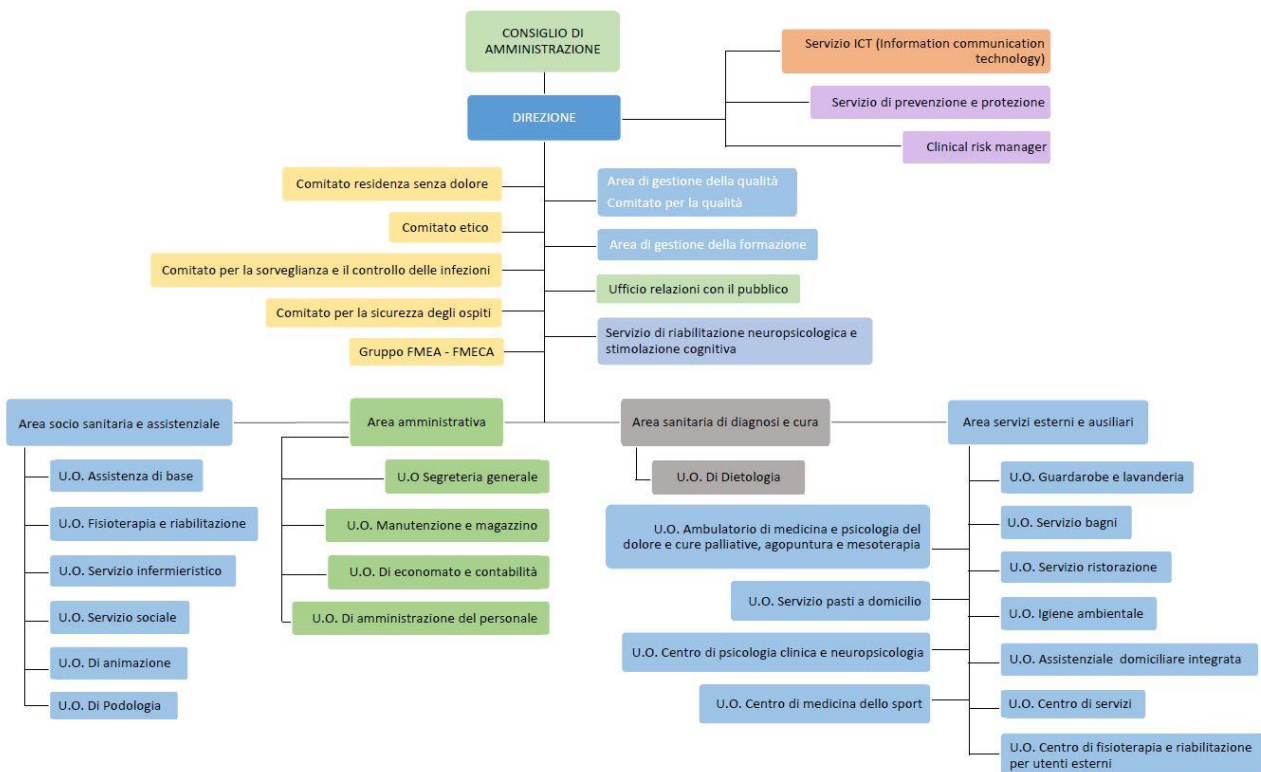 CONSIGLIO DI
AMMINISTRAZIONE
Servizio ICT (Information communication
technology)
DIREZIONE
Servizio di prevenzione e protezione
Clinical risk manager
Comitato residenza senza dolore
Area di gestione della qualità
Comitato per la qualità
Comitato etico
Area di gestione della formazione
Comitato per la sorveglianza e il controllo delle infezioni
Ufficio relazioni con il pubblico
Comitato per la sicurezza degli ospiti
Servizio di riabilitazione neuropsicologica e
stimolazione cognitiva
Gruppo FMEA - FMECA
Area socio sanitaria e assistenziale
U.O. Assistenza di base
U.O. Fisioterapia e riabilitazione
U.O. Servizio infermieristico
U.O. Servizio sociale
U.O. Di animazione
U.O. Di Podologia
Area amministrativa
U.O Segreteria generale
U.O. Manutenzione e magazzino
U.O. Di economato e contabilità
U.O. Di amministrazione del personale
Area sanitaria di diagnosi e cura
U.O. Di Dietologia
Area servizi esterni e ausiliari
U.O. Ambulatorio di medicina e psicologia del
dolore e cure palliative, agopuntura e mesoterapia
U.O. Servizio pasti a domicilio
U.O. Centro di psicologia clinica e neuropsicologia
U.O. Centro di medicina dello sport
U.O. Guardarobe e lavanderia
U.O. Servizio bagni
U.O. Servizio ristorazione
U.O. Igiene ambientale
U.O. Assistenziale domiciliare integrata
U.O. Centro di servizi
U.O. Centro di fisioterapia e riabilitazione
per utenti esterni